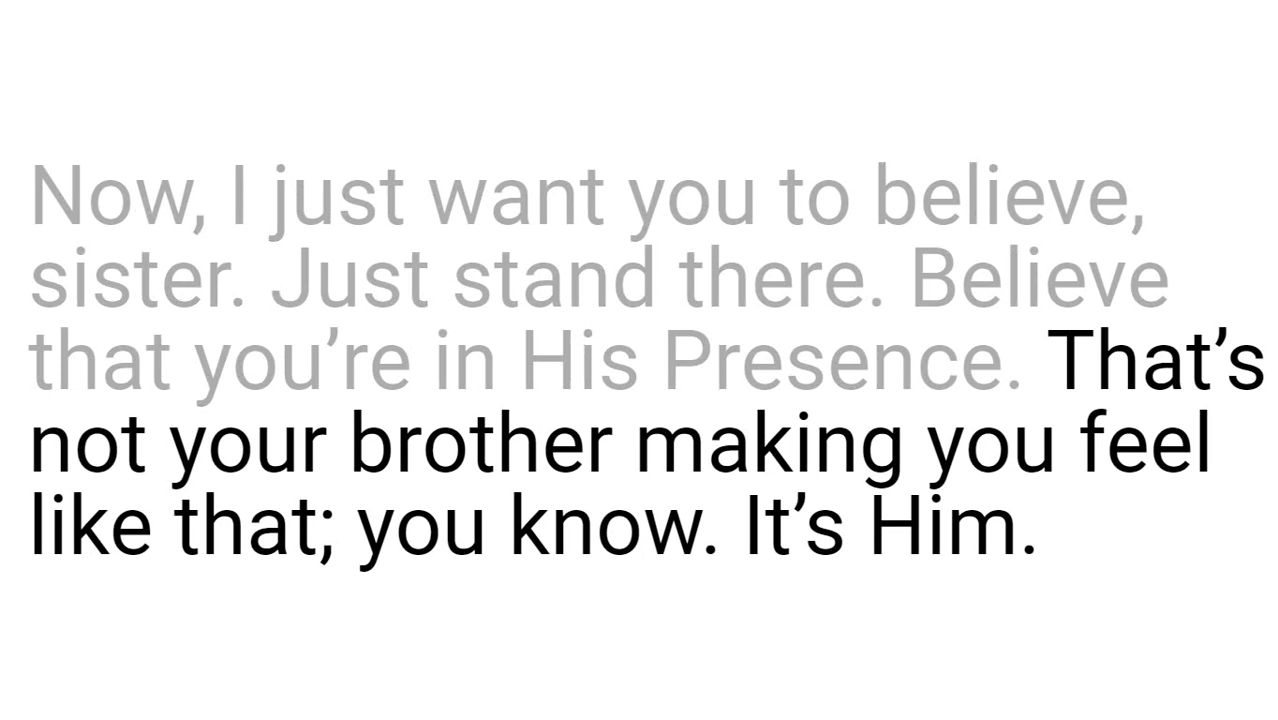 Now, I just want you to believe,
sister. Just stand there. Believe
that you’re in His Presence. That’s
not your brother making you feel
like that; you know. It’s Him.